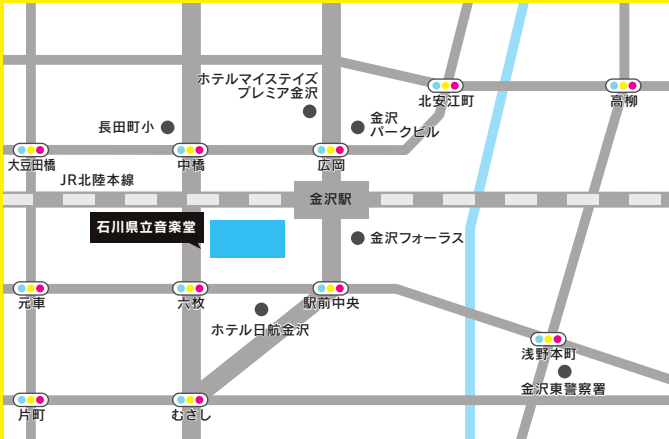 ホテルマイステイズ
プレミア金沢
北安江町
高柳
長田町小
金沢
パークビル
大豆田橋
中橋
広岡
JR北陸本線
金沢駅
石川県立音楽堂
金沢フォーラス
元車
六枚
駅前中央
ホテル日航金沢
浅野本町
金沢東警察署
片町
むさし